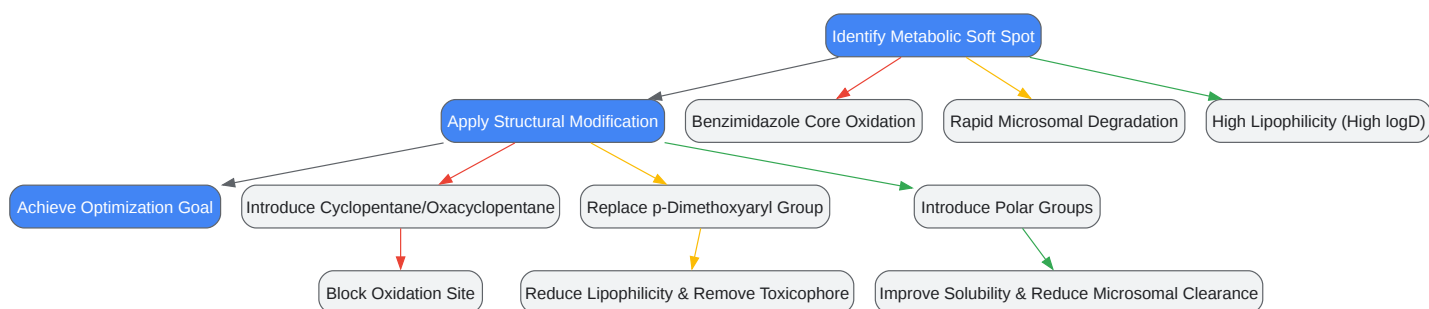 Identify Metabolic Soft Spot
Apply Structural Modification
Benzimidazole Core Oxidation
Rapid Microsomal Degradation
High Lipophilicity (High logD)
Achieve Optimization Goal
Introduce Cyclopentane/Oxacyclopentane
Replace p-Dimethoxyaryl Group
Introduce Polar Groups
Block Oxidation Site
Reduce Lipophilicity & Remove Toxicophore
Improve Solubility & Reduce Microsomal Clearance